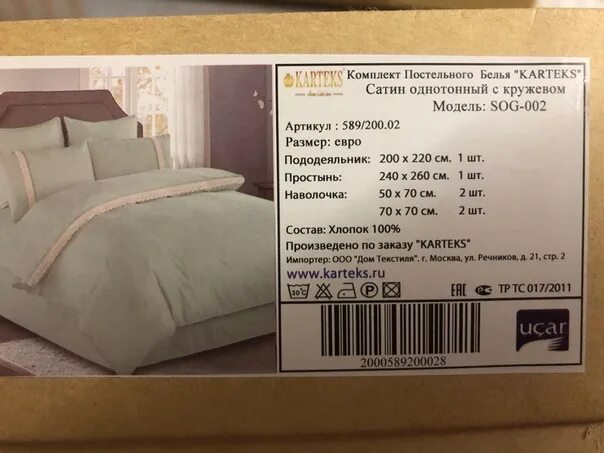 KARTEKS
Комплект Постельного Белья "KARTEKS"
Сатин однотонный с кружевом
Модель: SOG-002
Артикул : 589/200.02
Размер: евро
Пододеяльник: 200 х 220 см. 1 шт.
Простынь: 240 х 260 см. 1 шт.
Наволочка: 50 х 70 см. 2 шт.
70 х 70 см. 2 шт.
Состав: Хлопок 100%
Произведено по заказу "KARTEKS"
Импортер: ООО "Дом Текстиля". г. Москва, ул. Речников, д. 21, стр. 2
www.karteks.ru
30°C P EAC ТР ТС 017/2011
uçar
2000589200028